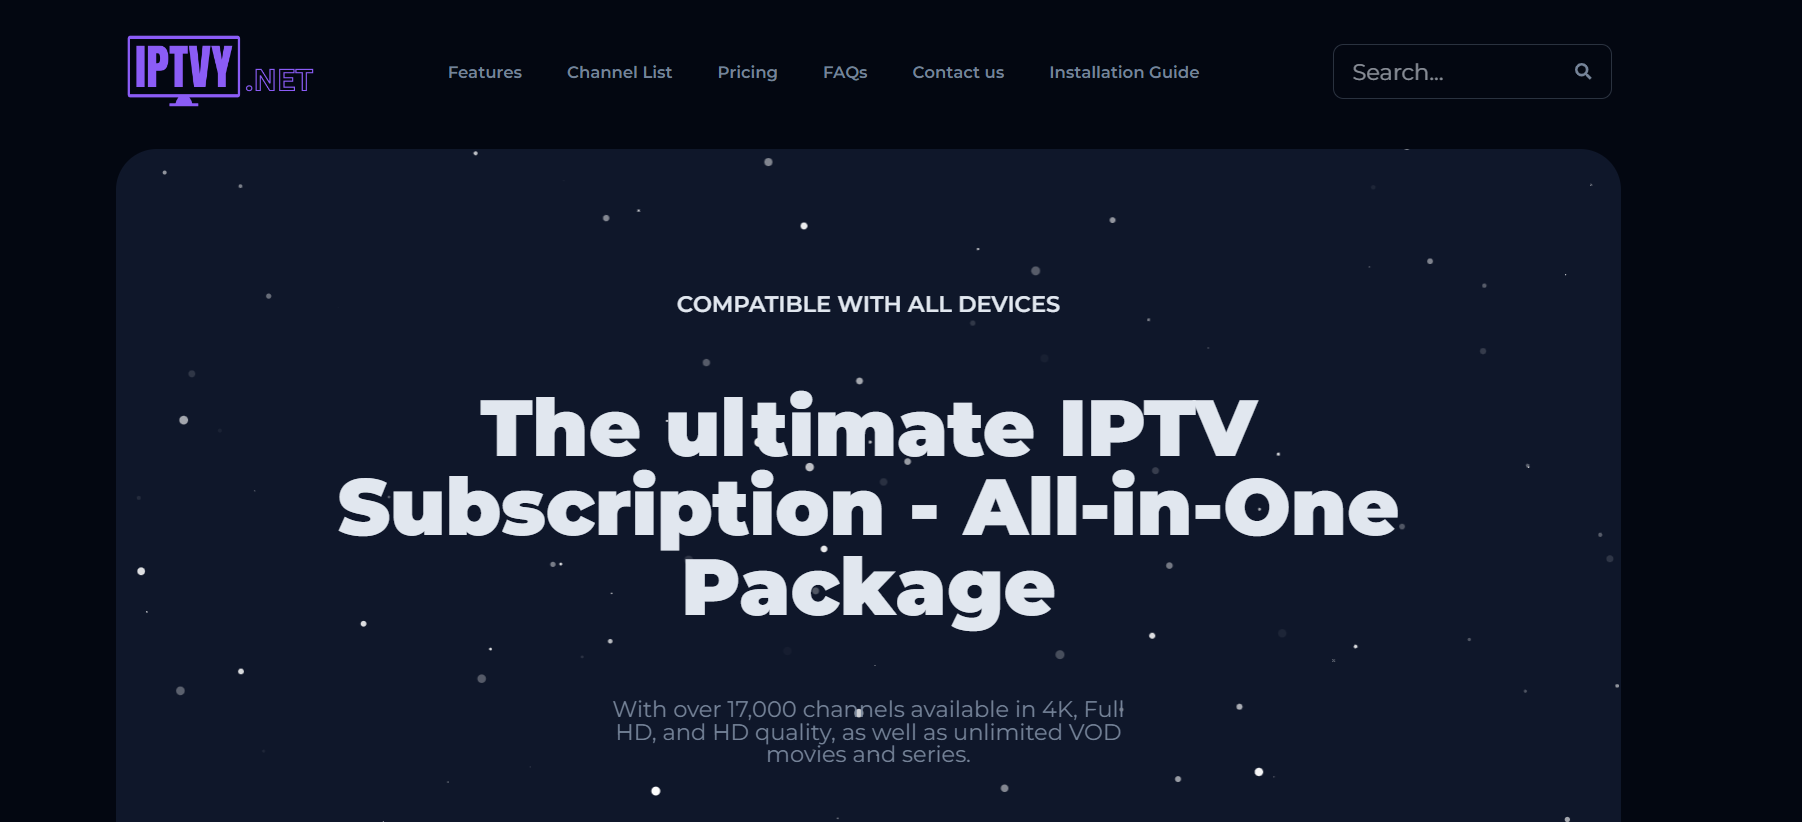 IPTVY .NET
Features
Channel List
Pricing
FAQs
Contact us
Installation Guide
Search...
COMPATIBLE WITH ALL DEVICES
The ultimate IPTV
Subscription - All-in-One
Package
With over 17,000 channels available in 4K, Full
HD, and HD quality, as well as unlimited VOD
movies and series.